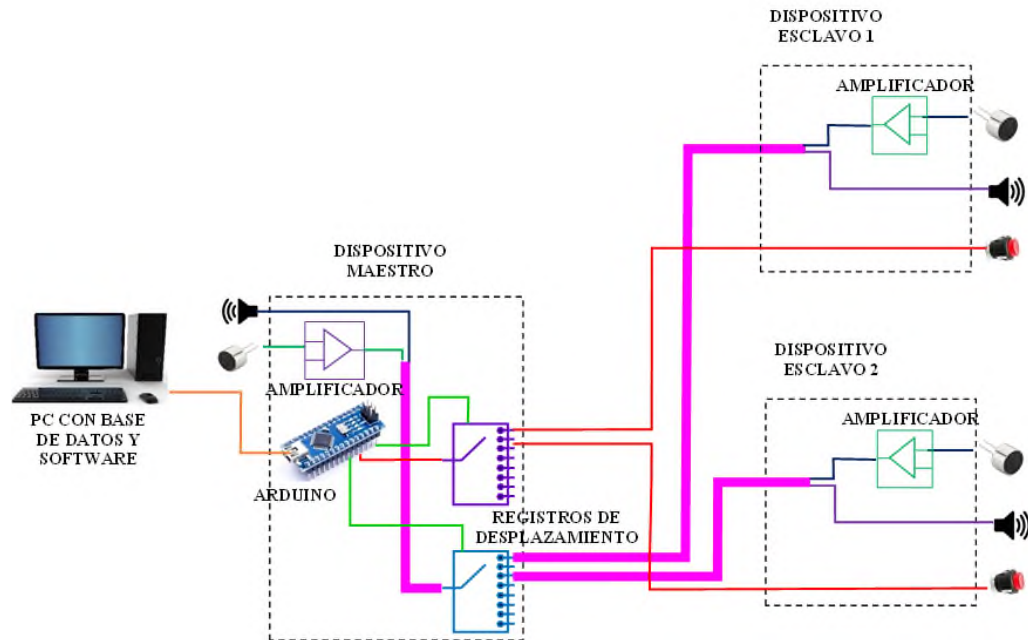 DISPOSITIVO
ESCLAVO 1
AMPLIFICADOR
DISPOSITIVO
MAESTRO
AMPLIFICADOR
PC CON BASE
DE DATOS Y
SOFTWARE
ARDUINO
REGISTROS DE
DESPLAZAMIENTO
DISPOSITIVO
ESCLAVO 2
AMPLIFICADOR